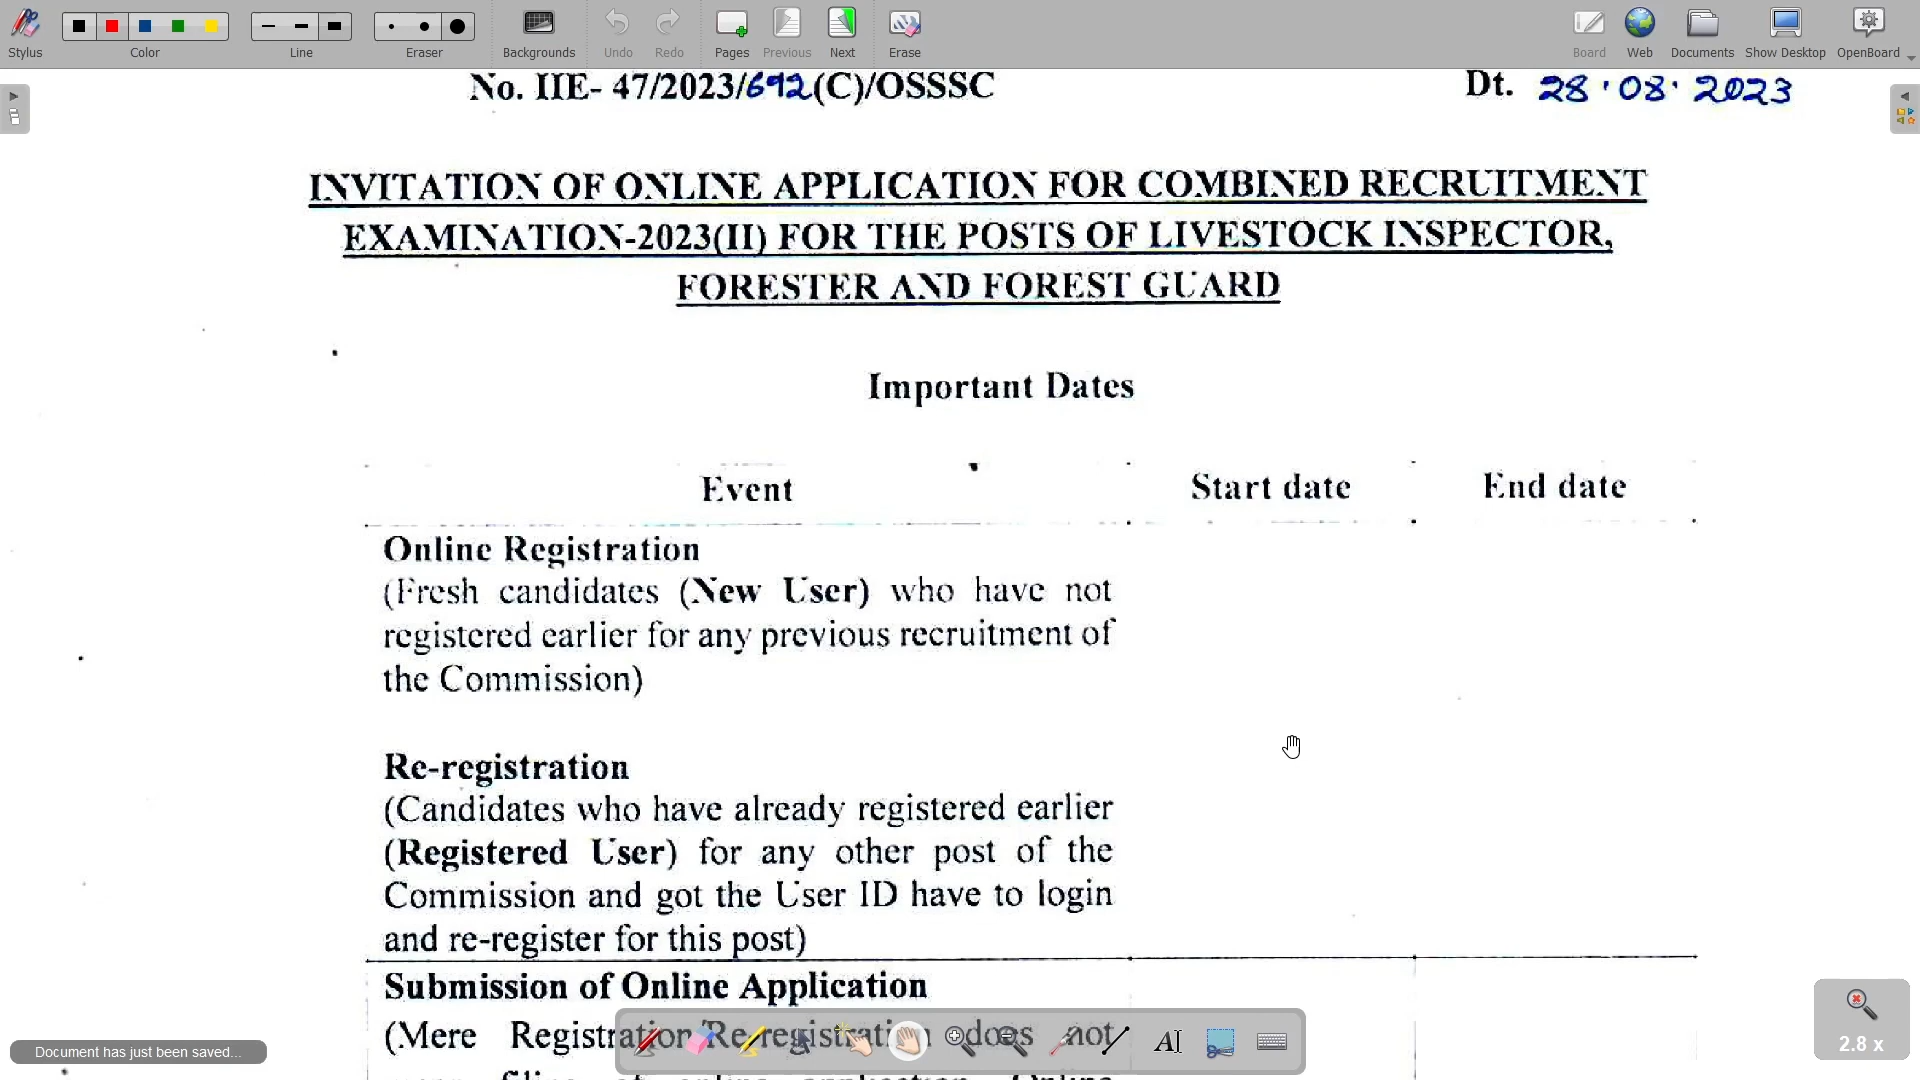 Stylus
Color
Line
Eraser
Backgrounds
Undo
Redo
Pages
Previous
Next
Erase
Board
Web
Documents
Show Desktop
OpenBoard
No. IIE- 47/2023/692(C)/OSSSC
Dt. 28.08.2023
INVITATION OF ONLINE APPLICATION FOR COMBINED RECRUITMENT
EXAMINATION-2023(II) FOR THE POSTS OF LIVESTOCK INSPECTOR,
FORESTER AND FOREST GUARD
Important Dates
Event Start date End date
Online Registration
(Fresh candidates (New User) who have not
registered earlier for any previous recruitment of
the Commission)
Re-registration
(Candidates who have already registered earlier
(Registered User) for any other post of the
Commission and got the User ID have to login
and re-register for this post)
Submission of Online Application
(Mere Registration/Re-registration does not
Document has just been saved...
2.8 x